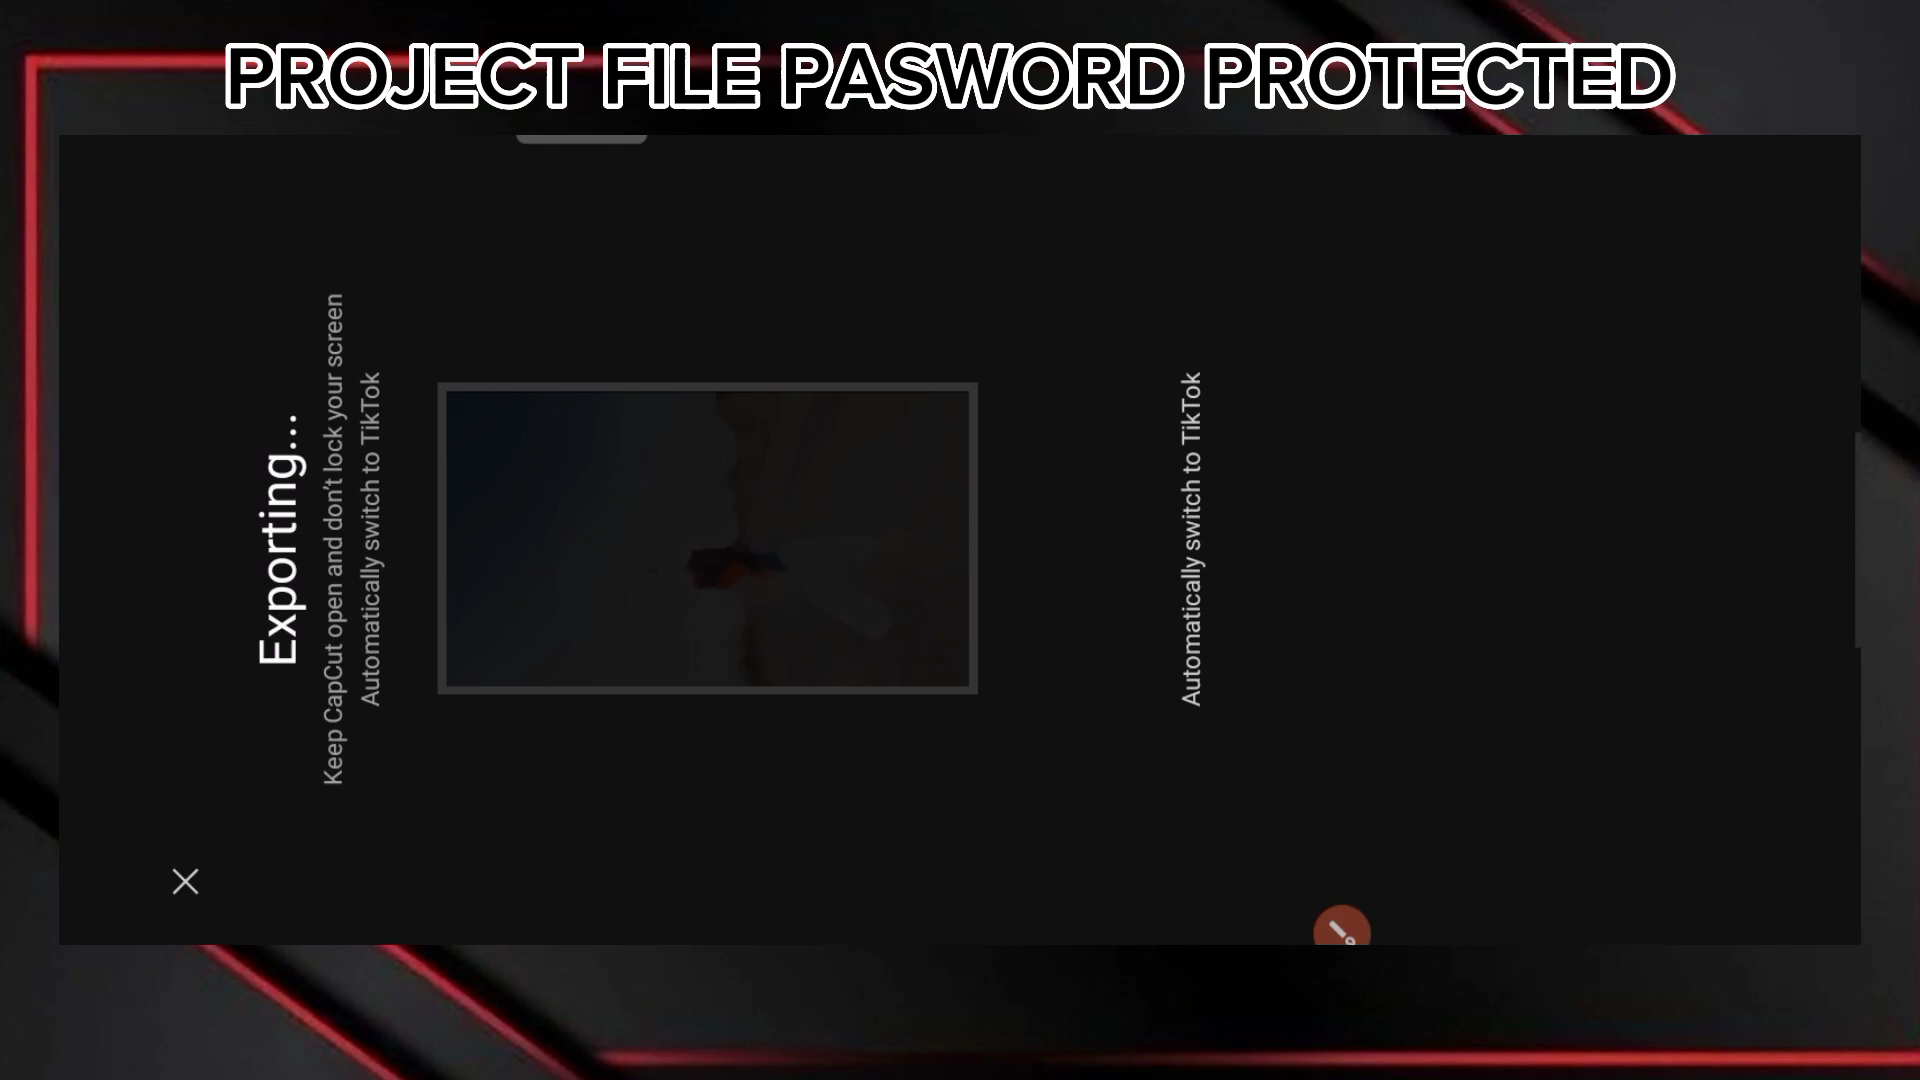 PROJECT FILE PASWORD PROTECTED
Exporting...
Keep CapCut open and don't lock your screen
Automatically switch to TikTok
Automatically switch to TikTok